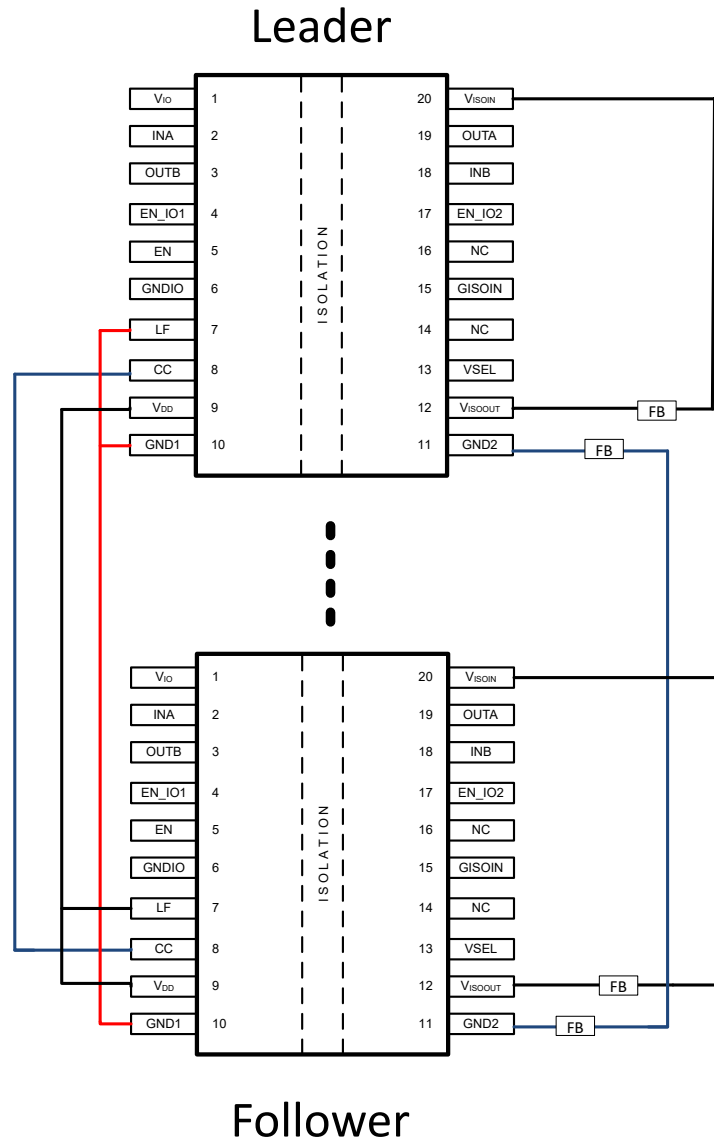 Leader
VIO 1 20 VISOIN
INA 2 19 OUTA
OUTB 3 18 INB
EN_IO1 4 17 EN_IO2
EN 5 16 NC
GNDIO 6 15 GISOIN
LF 7 14 NC
CC 8 13 VSEL
VDD 9 12 VISOOUT FB
GND1 10 11 GND2 FB
ISOLATION
VIO 1 20 VISOIN
INA 2 19 OUTA
OUTB 3 18 INB
EN_IO1 4 17 EN_IO2
EN 5 16 NC
GNDIO 6 15 GISOIN
LF 7 14 NC
CC 8 13 VSEL
VDD 9 12 VISOOUT FB
GND1 10 11 GND2 FB
ISOLATION
Follower